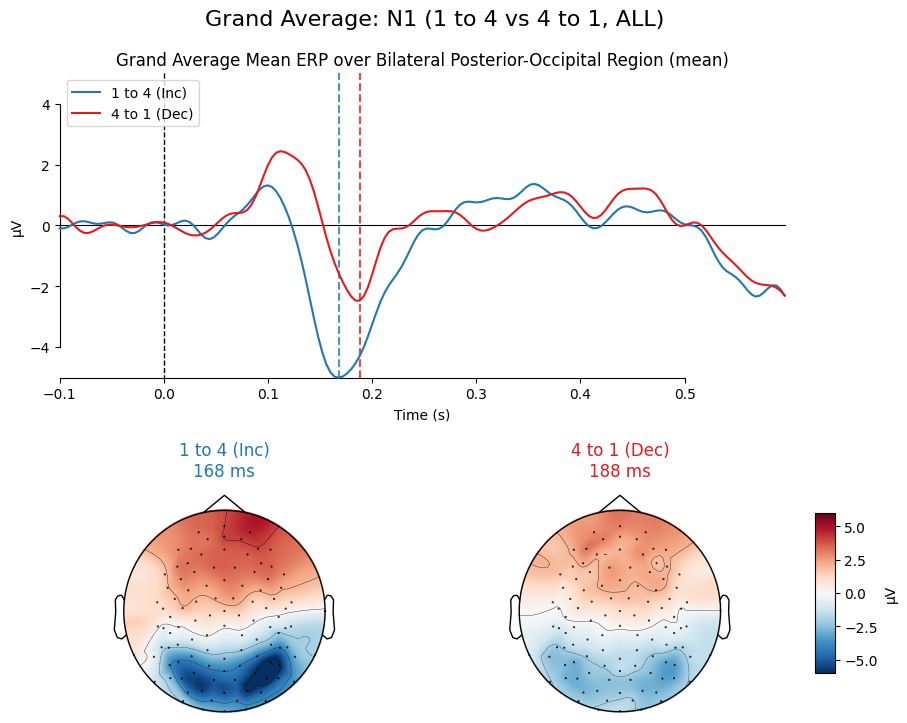 Grand Average: N1 (1 to 4 vs 4 to 1, ALL)
Grand Average Mean ERP over Bilateral Posterior-Occipital Region (mean)
1 to 4 (Inc)
4 to 1 (Dec)
4
2
0
−2
−4
µV
−0.1
0.0
0.1
0.2
0.3
0.4
0.5
Time (s)
1 to 4 (Inc)
168 ms
4 to 1 (Dec)
188 ms
5.0
2.5
0.0
−2.5
−5.0
µV